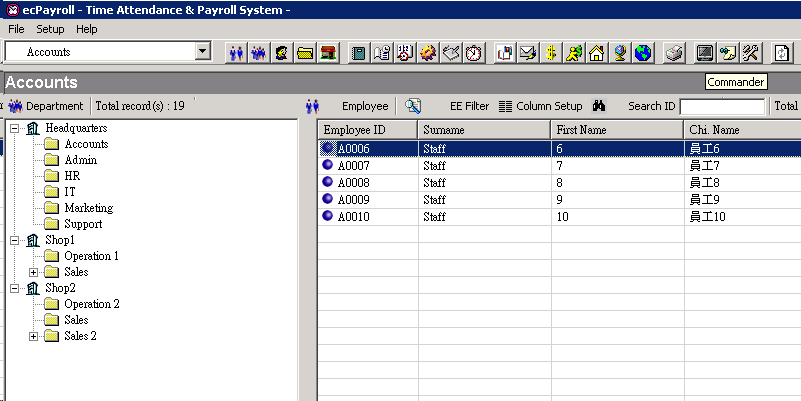 ecPayroll - Time Attendance & Payroll System -
File Setup Help
Accounts
Accounts
Commander
Department Total record(s) : 19 Employee EE Filter Column Setup Search ID Total
Headquarters
Accounts
Admin
HR
IT
Marketing
Support
Shop1
Operation 1
Sales
Shop2
Operation 2
Sales
Sales 2
Employee ID Surname First Name Chi. Name
A0006 Staff 6 員工6
A0007 Staff 7 員工7
A0008 Staff 8 員工8
A0009 Staff 9 員工9
A0010 Staff 10 員工10